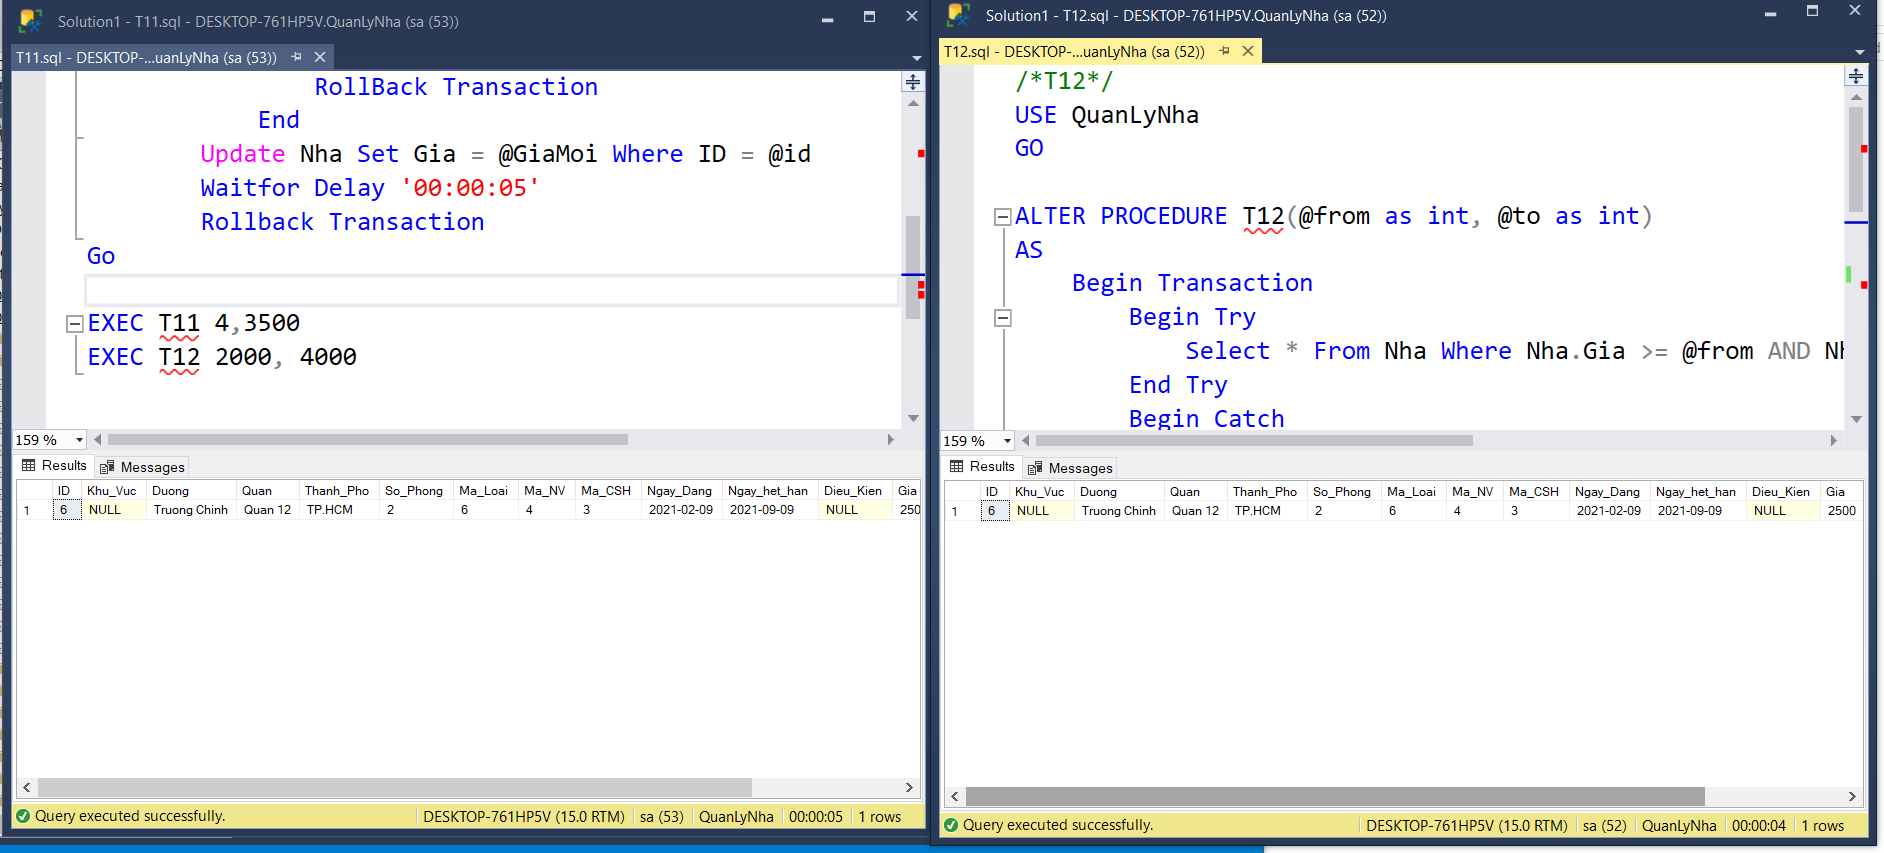 Solution1 - T11.sql - DESKTOP-761HP5V.QuanLyNha (sa (53))
T11.sql - DESKTOP-...uanLyNha (sa (53))
RollBack Transaction
End
Update Nha Set Gia = @GiaMoi Where ID = @id
Waitfor Delay '00:00:05'
Rollback Transaction
Go
EXEC T11 4,3500
EXEC T12 2000, 4000
159 %
Results Messages
ID Khu_Vuc Duong Quan Thanh_Pho So_Phong Ma_Loai Ma_NV Ma_CSH Ngay_Dang Ngay_het_han Dieu_Kien Gia
1 6 NULL Truong Chinh Quan 12 TP.HCM 2 6 4 3 2021-02-09 2021-09-09 NULL 250
Query executed successfully. DESKTOP-761HP5V (15.0 RTM) sa (53) QuanLyNha 00:00:05 1 rows
Solution1 - T12.sql - DESKTOP-761HP5V.QuanLyNha (sa (52))
T12.sql - DESKTOP-...uanLyNha (sa (52))
/*T12*/
USE QuanLyNha
GO
ALTER PROCEDURE T12(@from as int, @to as int)
AS
Begin Transaction
Begin Try
Select * From Nha Where Nha.Gia >= @from AND
End Try
Begin Catch
159 %
Results Messages
ID Khu_Vuc Duong Quan Thanh_Pho So_Phong Ma_Loai Ma_NV Ma_CSH Ngay_Dang Ngay_het_han Dieu_Kien Gia
1 6 NULL Truong Chinh Quan 12 TP.HCM 2 6 4 3 2021-02-09 2021-09-09 NULL 2500
Query executed successfully. DESKTOP-761HP5V (15.0 RTM) sa (52) QuanLyNha 00:00:04 1 rows